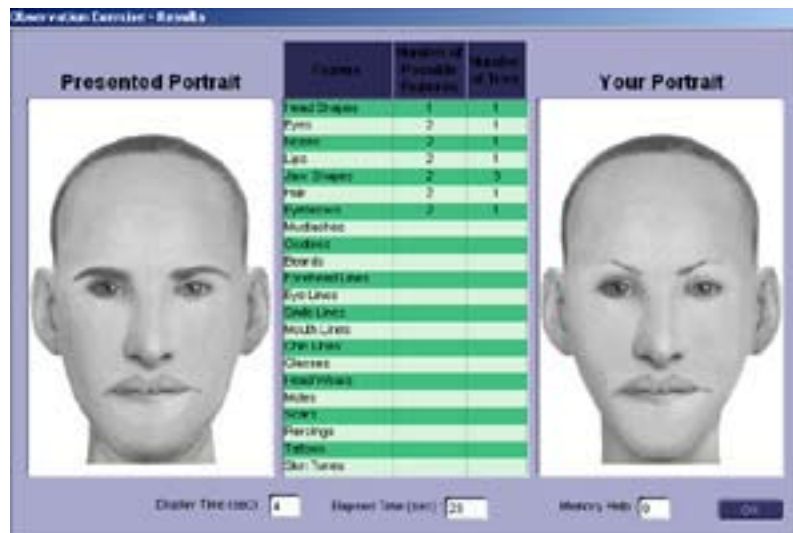 Observation Exercise - Results
Presented Portrait
Feature Number of Possible Features Number of Tries
Your Portrait
Head Shapes 1 1
Eyes 2 1
Noses 2 1
Lips 2 1
Jaw Shapes 2 3
Hair 2 1
Eyebrows 2 1
Mustaches
Goatees
Beards
Forehead Lines
Eye Lines
Smile Lines
Mouth Lines
Chin Lines
Glasses
Head Wears
Moles
Scars
Piercings
Tattoos
Skin Tones
Display Time (sec) 4 Elapsed Time (sec) 25 Memory Help 0 OK